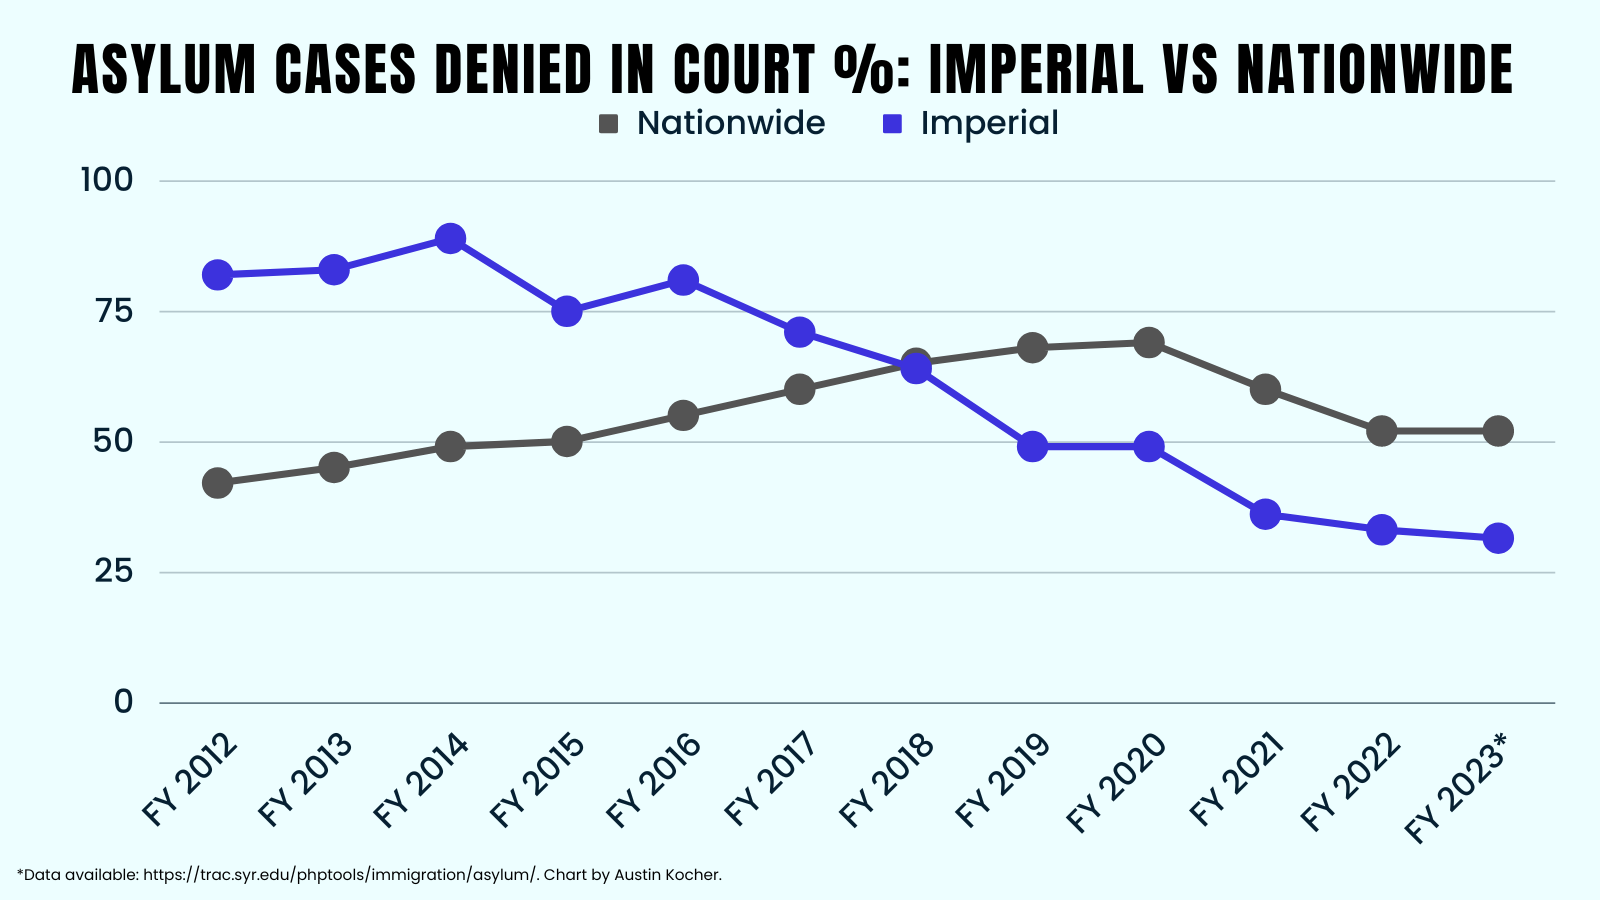 ASYLUM CASES DENIED IN COURT %: IMPERIAL VS NATIONWIDE
Nationwide Imperial
100
75
50
25
0
FY 2012 FY 2013 FY 2014 FY 2015 FY 2016 FY 2017 FY 2018 FY 2019 FY 2020 FY 2021 FY 2022 FY 2023*
*Data available: https://trac.syr.edu/phptools/immigration/asylum/. Chart by Austin Kocher.